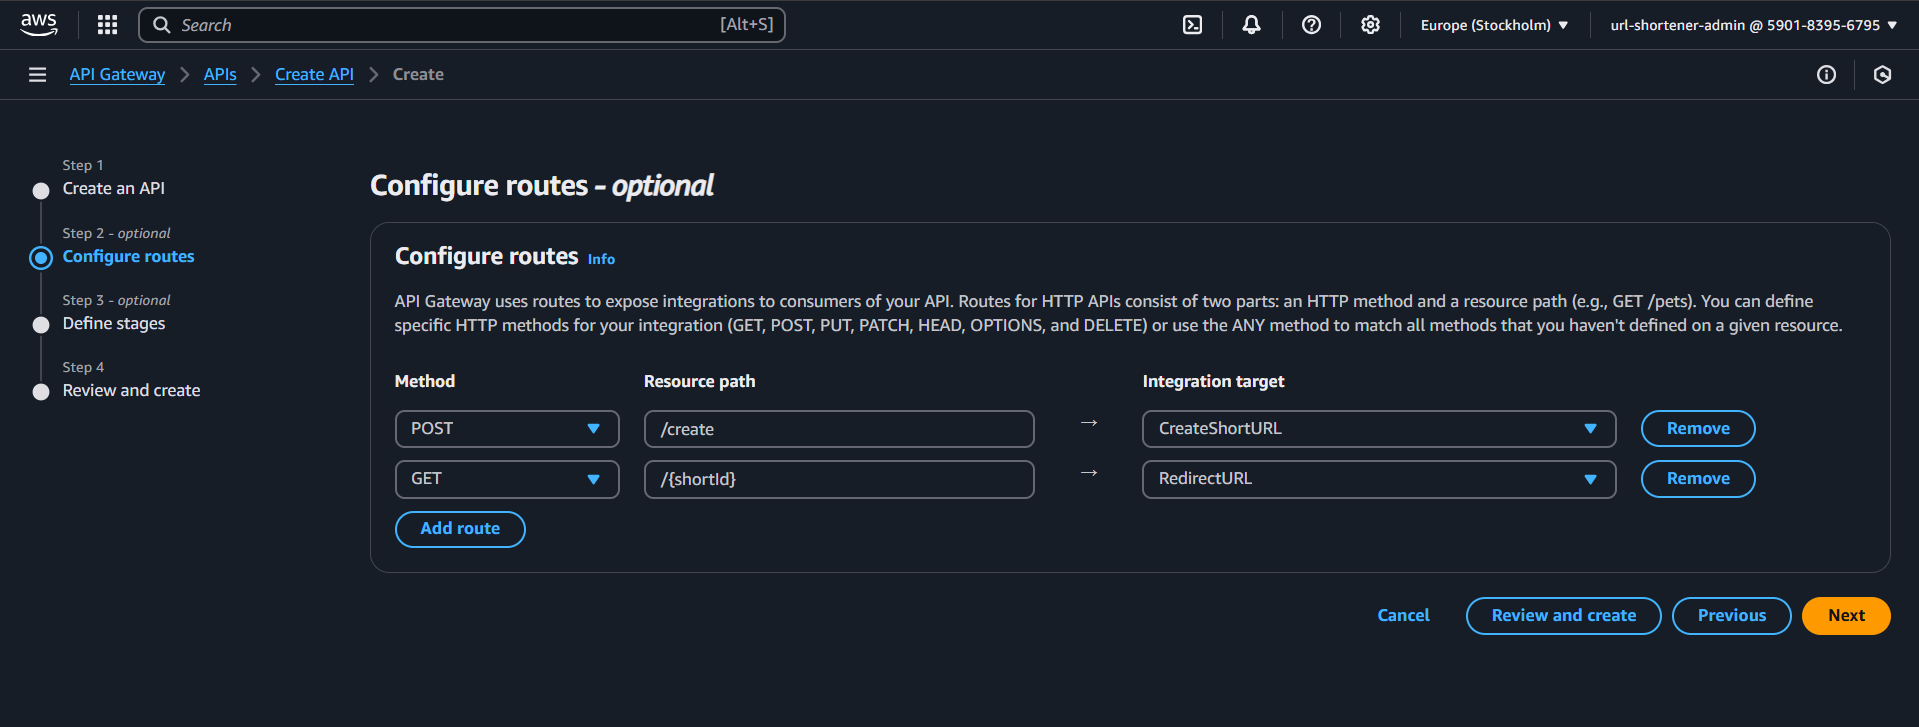 aws
Search [Alt+S]
Europe (Stockholm)
url-shortener-admin @ 5901-8395-6795
API Gateway
APIs
Create API
Create
Step 1
Create an API
Step 2 - optional
Configure routes
Step 3 - optional
Define stages
Step 4
Review and create
Configure routes - optional
Configure routes Info
API Gateway uses routes to expose integrations to consumers of your API. Routes for HTTP APIs consist of two parts: an HTTP method and a resource path (e.g., GET /pets). You can define
specific HTTP methods for your integration (GET, POST, PUT, PATCH, HEAD, OPTIONS, and DELETE) or use the ANY method to match all methods that you haven't defined on a given resource.
Method Resource path Integration target
POST /create → CreateShortURL Remove
GET /{shortId} → RedirectURL Remove
Add route
Cancel Review and create Previous Next